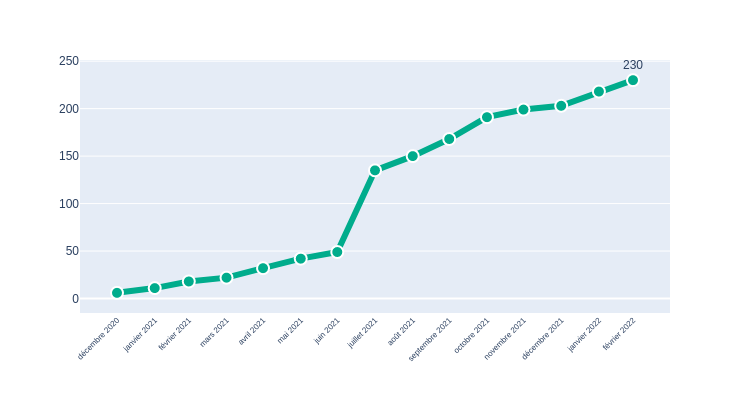 250
200
150
100
50
0
230
décembre 2020
janvier 2021
février 2021
mars 2021
avril 2021
mai 2021
juin 2021
juillet 2021
août 2021
septembre 2021
octobre 2021
novembre 2021
décembre 2021
janvier 2022
février 2022